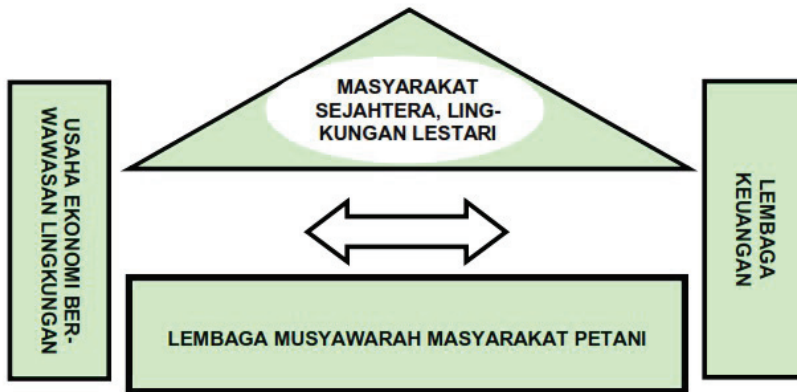 MASYARAKAT
SEJAHTERA, LING-
KUNGAN LESTARI
USAHA EKONOMI BER-
WAWASAN LINGKUNGAN
LEMBAGA
KEUANGAN
LEMBAGA MUSYAWARAH MASYARAKAT PETANI